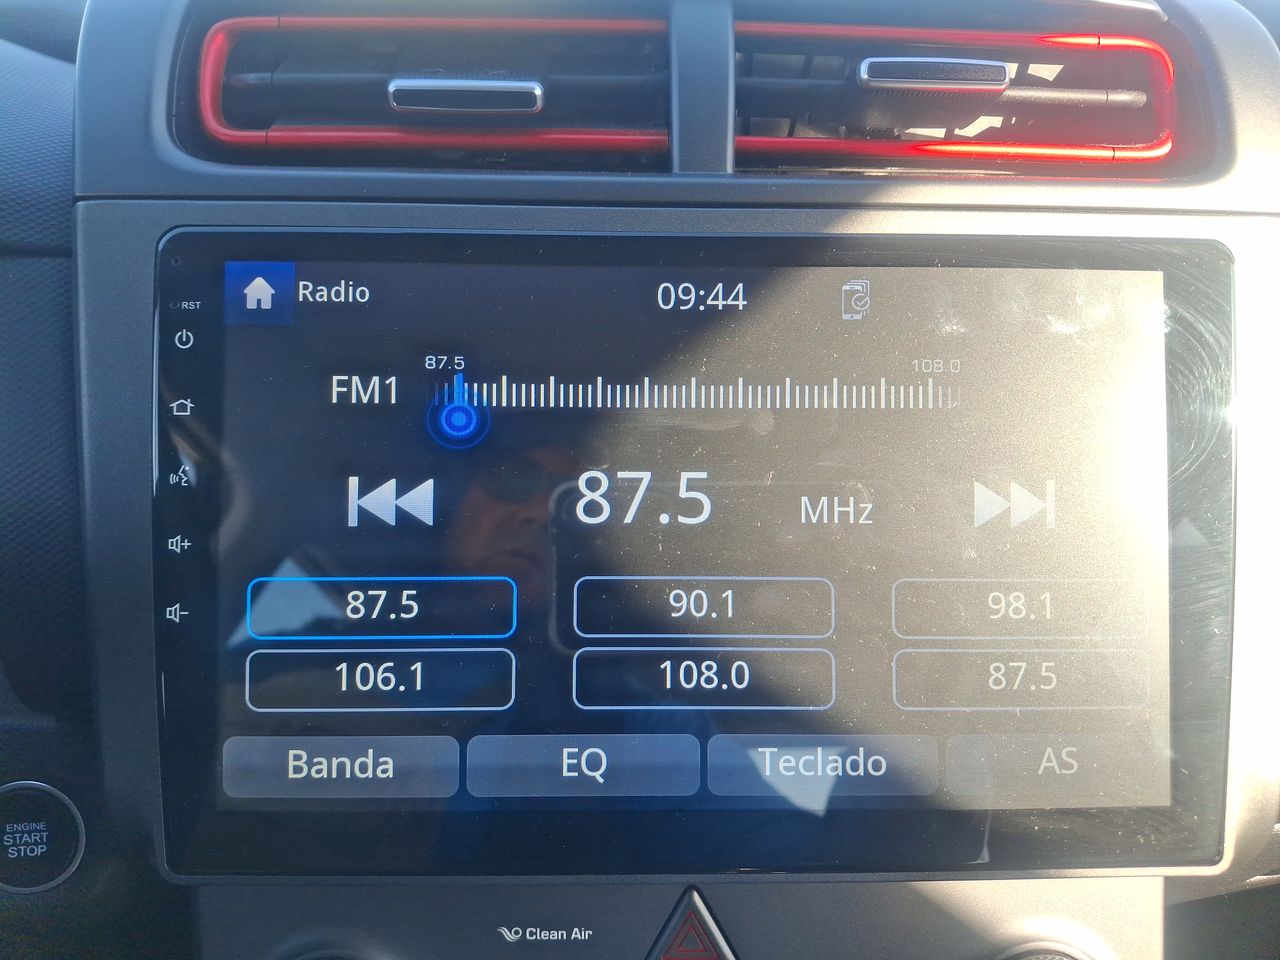 RST
Radio
09:44
87.5
108.0
FM1
87.5 MHz
87.5
90.1
98.1
106.1
108.0
87.5
Banda
EQ
Teclado
AS
ENGINE
START
STOP
Clean Air